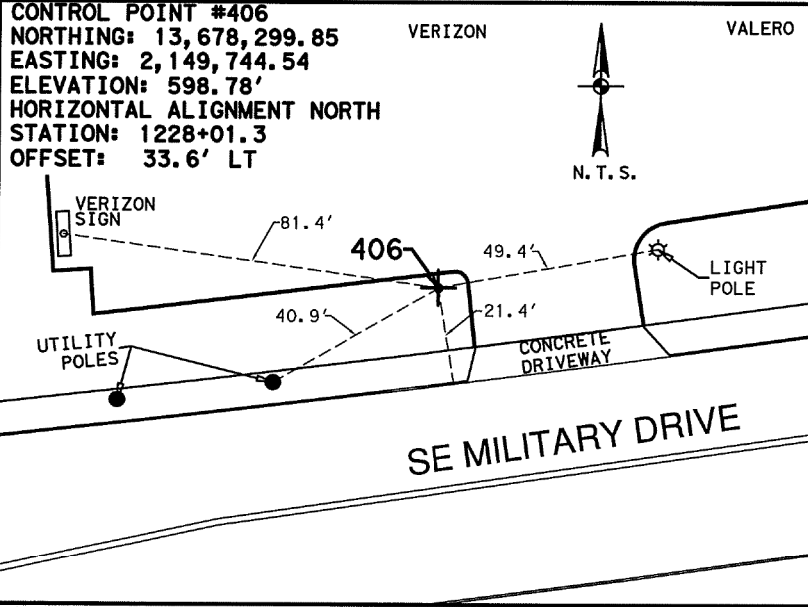 CONTROL POINT #406
NORTHING: 13,678,299.85
EASTING: 2,149,744.54
ELEVATION: 598.78'
HORIZONTAL ALIGNMENT NORTH
STATION: 1228+01.3
OFFSET: 33.6' LT
VERIZON
VALERO
N.T.S.
VERIZON
SIGN
81.4'
406
49.4'
LIGHT
POLE
40.9'
21.4'
UTILITY
POLES
CONCRETE
DRIVEWAY
SE MILITARY DRIVE